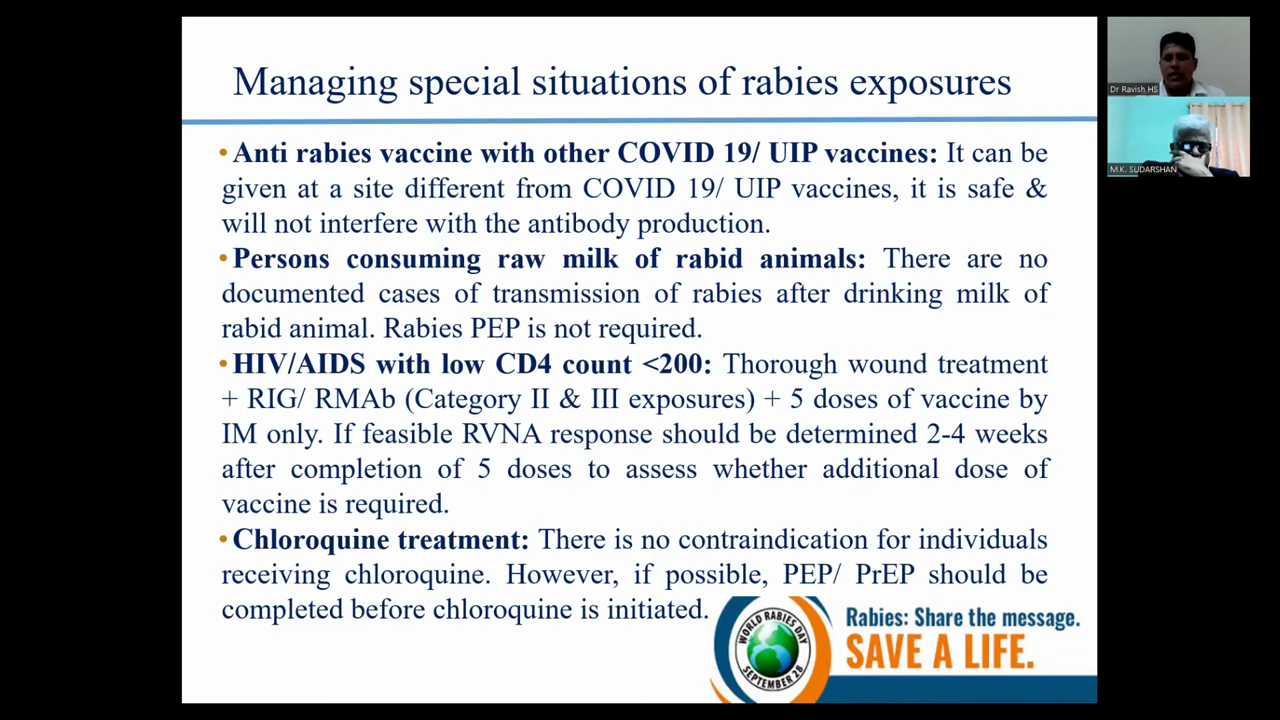 Managing special situations of rabies exposures
•Anti rabies vaccine with other COVID 19/ UIP vaccines: It can be
given at a site different from COVID 19/ UIP vaccines, it is safe &
will not interfere with the antibody production.
•Persons consuming raw milk of rabid animals: There are no
documented cases of transmission of rabies after drinking milk of
rabid animal. Rabies PEP is not required.
•HIV/AIDS with low CD4 count <200: Thorough wound treatment
+ RIG/ RMAb (Category II & III exposures) + 5 doses of vaccine by
IM only. If feasible RVNA response should be determined 2-4 weeks
after completion of 5 doses to assess whether additional dose of
vaccine is required.
•Chloroquine treatment: There is no contraindication for individuals
receiving chloroquine. However, if possible, PEP/ PrEP should be
completed before chloroquine is initiated.
WORLD RABIES DAY
SEPTEMBER 28
Rabies: Share the message.
SAVE A LIFE.
Dr Ravish HS
M.K. SUDARSHAN